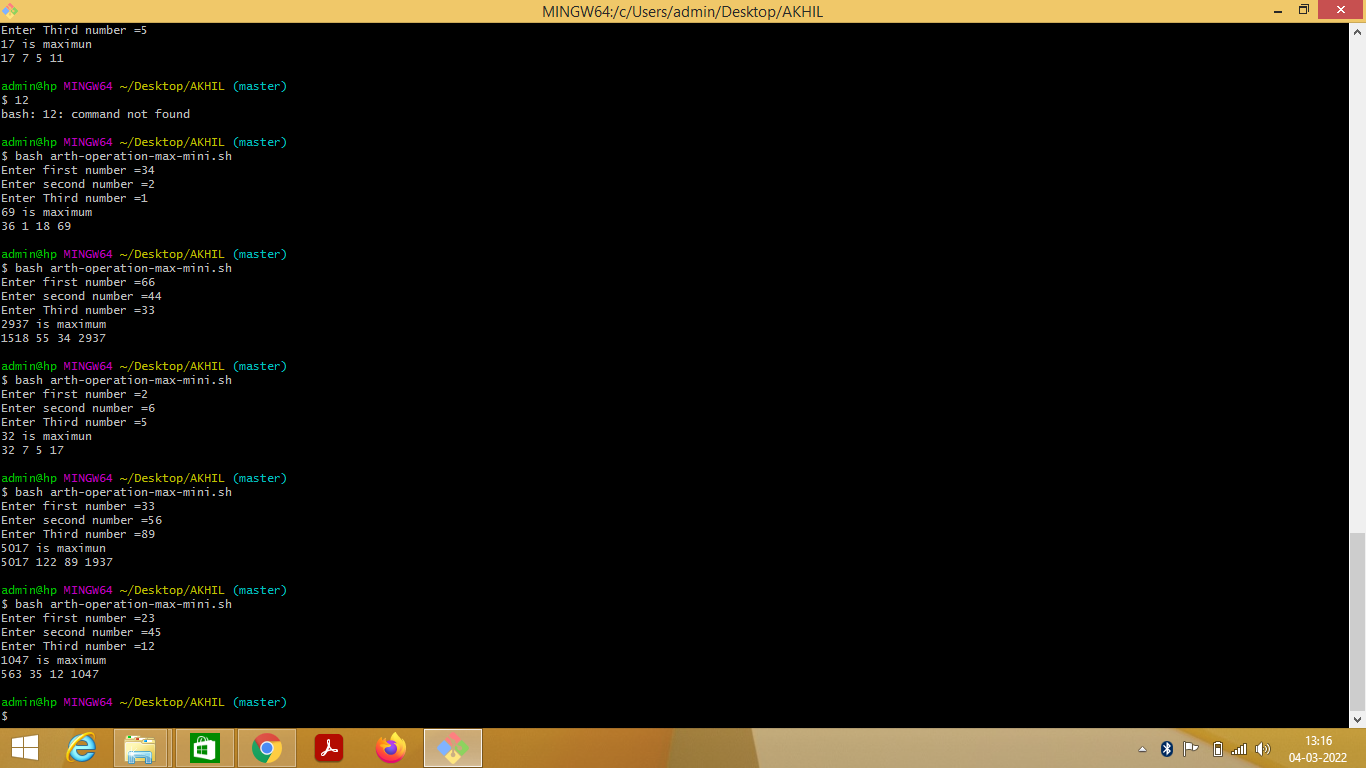 MINGW64:/c/Users/admin/Desktop/AKHIL
Enter Third number =5
17 is maximun
17 7 5 11
admin@hp MINGW64 ~/Desktop/AKHIL (master)
$ 12
bash: 12: command not found
admin@hp MINGW64 ~/Desktop/AKHIL (master)
$ bash arth-operation-max-mini.sh
Enter first number =34
Enter second number =2
Enter Third number =1
69 is maximum
36 1 18 69
admin@hp MINGW64 ~/Desktop/AKHIL (master)
$ bash arth-operation-max-mini.sh
Enter first number =66
Enter second number =44
Enter Third number =33
2937 is maximum
1518 55 34 2937
admin@hp MINGW64 ~/Desktop/AKHIL (master)
$ bash arth-operation-max-mini.sh
Enter first number =2
Enter second number =6
Enter Third number =5
32 is maximun
32 7 5 17
admin@hp MINGW64 ~/Desktop/AKHIL (master)
$ bash arth-operation-max-mini.sh
Enter first number =33
Enter second number =56
Enter Third number =89
5017 is maximun
5017 122 89 1937
admin@hp MINGW64 ~/Desktop/AKHIL (master)
$ bash arth-operation-max-mini.sh
Enter first number =23
Enter second number =45
Enter Third number =12
1047 is maximum
563 35 12 1047
admin@hp MINGW64 ~/Desktop/AKHIL (master)
$
13:16
04-03-2022